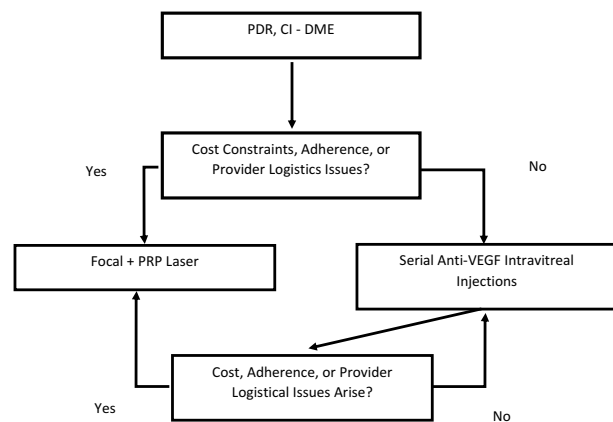 PDR, CI - DME
Cost Constraints, Adherence, or
Provider Logistics Issues?
Yes
No
Focal + PRP Laser
Serial Anti-VEGF Intravitreal
Injections
Cost, Adherence, or Provider
Logistical Issues Arise?
Yes
No